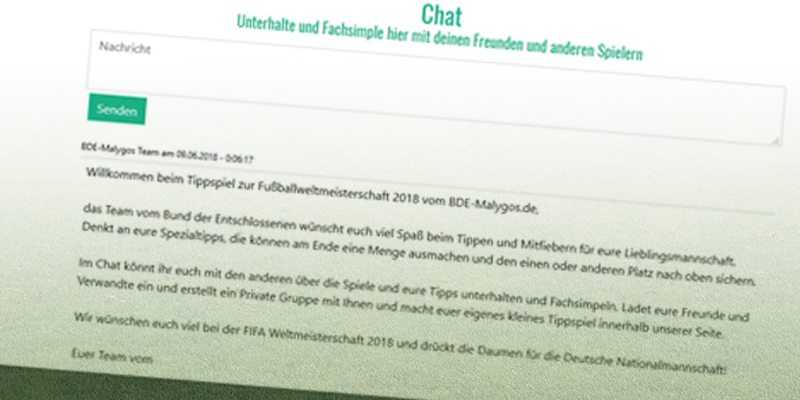 Chat
Unterhalte und Fachsimple hier mit deinen Freunden und anderen Spielern
Nachricht
Senden
BDE-Malygos Team am 09.06.2018 - 0:06:17
Willkommen beim Tippspiel zur Fußballweltmeisterschaft 2018 vom BDE-Malygos.de,
das Team vom Bund der Entschlossenen wünscht euch viel Spaß beim Tippen und Mitfiebern für eure Lieblingsmannschaft.
Denkt an eure Spezialtipps, die können am Ende eine Menge ausmachen und den einen oder anderen Platz nach oben sichern.
Im Chat könnt ihr euch mit den anderen über die Spiele und eure Tipps unterhalten und Fachsimpeln. Ladet eure Freunde und
Verwandte ein und erstellt ein Private Gruppe mit Ihnen und macht euer eigenes kleines Tippspiel innerhalb unserer Seite.
Wir wünschen euch viel bei der FIFA Weltmeisterschaft 2018 und drückt die Daumen für die Deutsche Nationalmannschaft!
Euer Team vom